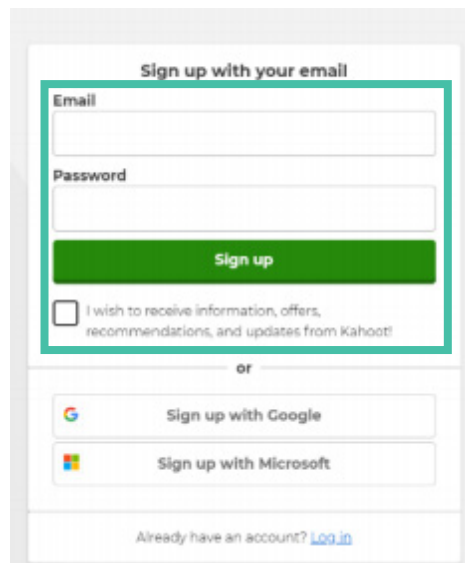 Sign up with your email
Email
Password
Sign up
I wish to receive information, offers,
recommendations, and updates from Kahoot!
or
Sign up with Google
Sign up with Microsoft
Already have an account? Log in